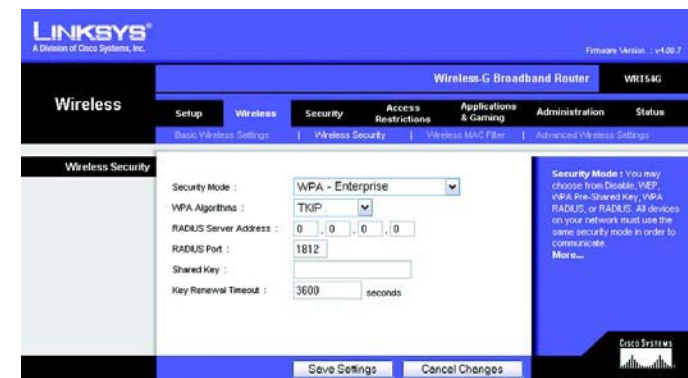 LINKSYS®
A Division of Cisco Systems, Inc.
Firmware Version : v4.00.7
Wireless-G Broadband Router WRT54G
Wireless
Setup Wireless Security Access Restrictions Applications & Gaming Administration Status
Basic Wireless Settings | Wireless Security | Wireless MAC Filter | Advanced Wireless Settings
Wireless Security
Security Mode : WPA - Enterprise
WPA Algorithms : TKIP
RADIUS Server Address : 0 . 0 . 0 . 0
RADIUS Port : 1812
Shared Key :
Key Renewal Timeout : 3600 seconds
Security Mode : You may
choose from Disable, WEP,
WPA Pre-Shared Key, WPA
RADIUS, or RADIUS. All devices
on your network must use the
same security mode in order to
communicate.
More...
CISCO SYSTEMS
Save Settings Cancel Changes